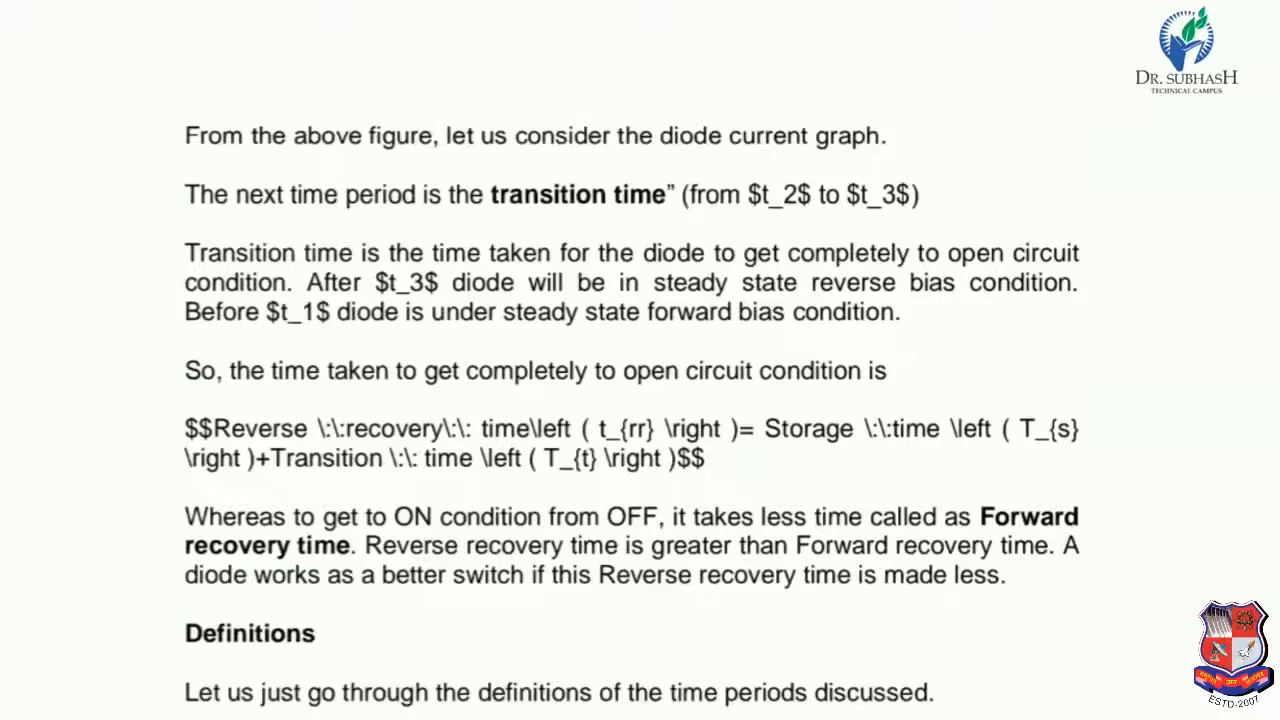 DR. SUBHASH
TECHNICAL CAMPUS
From the above figure, let us consider the diode current graph.
The next time period is the transition time” (from $t_2$ to $t_3$)
Transition time is the time taken for the diode to get completely to open circuit
condition. After $t_3$ diode will be in steady state reverse bias condition.
Before $t_1$ diode is under steady state forward bias condition.
So, the time taken to get completely to open circuit condition is
$$Reverse \:\:recovery\:\: time\left ( t_{rr} \right )= Storage \:\:time \left ( T_{s}
\right )+Transition \:\: time \left ( T_{t} \right )$$
Whereas to get to ON condition from OFF, it takes less time called as Forward
recovery time. Reverse recovery time is greater than Forward recovery time. A
diode works as a better switch if this Reverse recovery time is made less.
Definitions
Let us just go through the definitions of the time periods discussed.
ESTD-2007